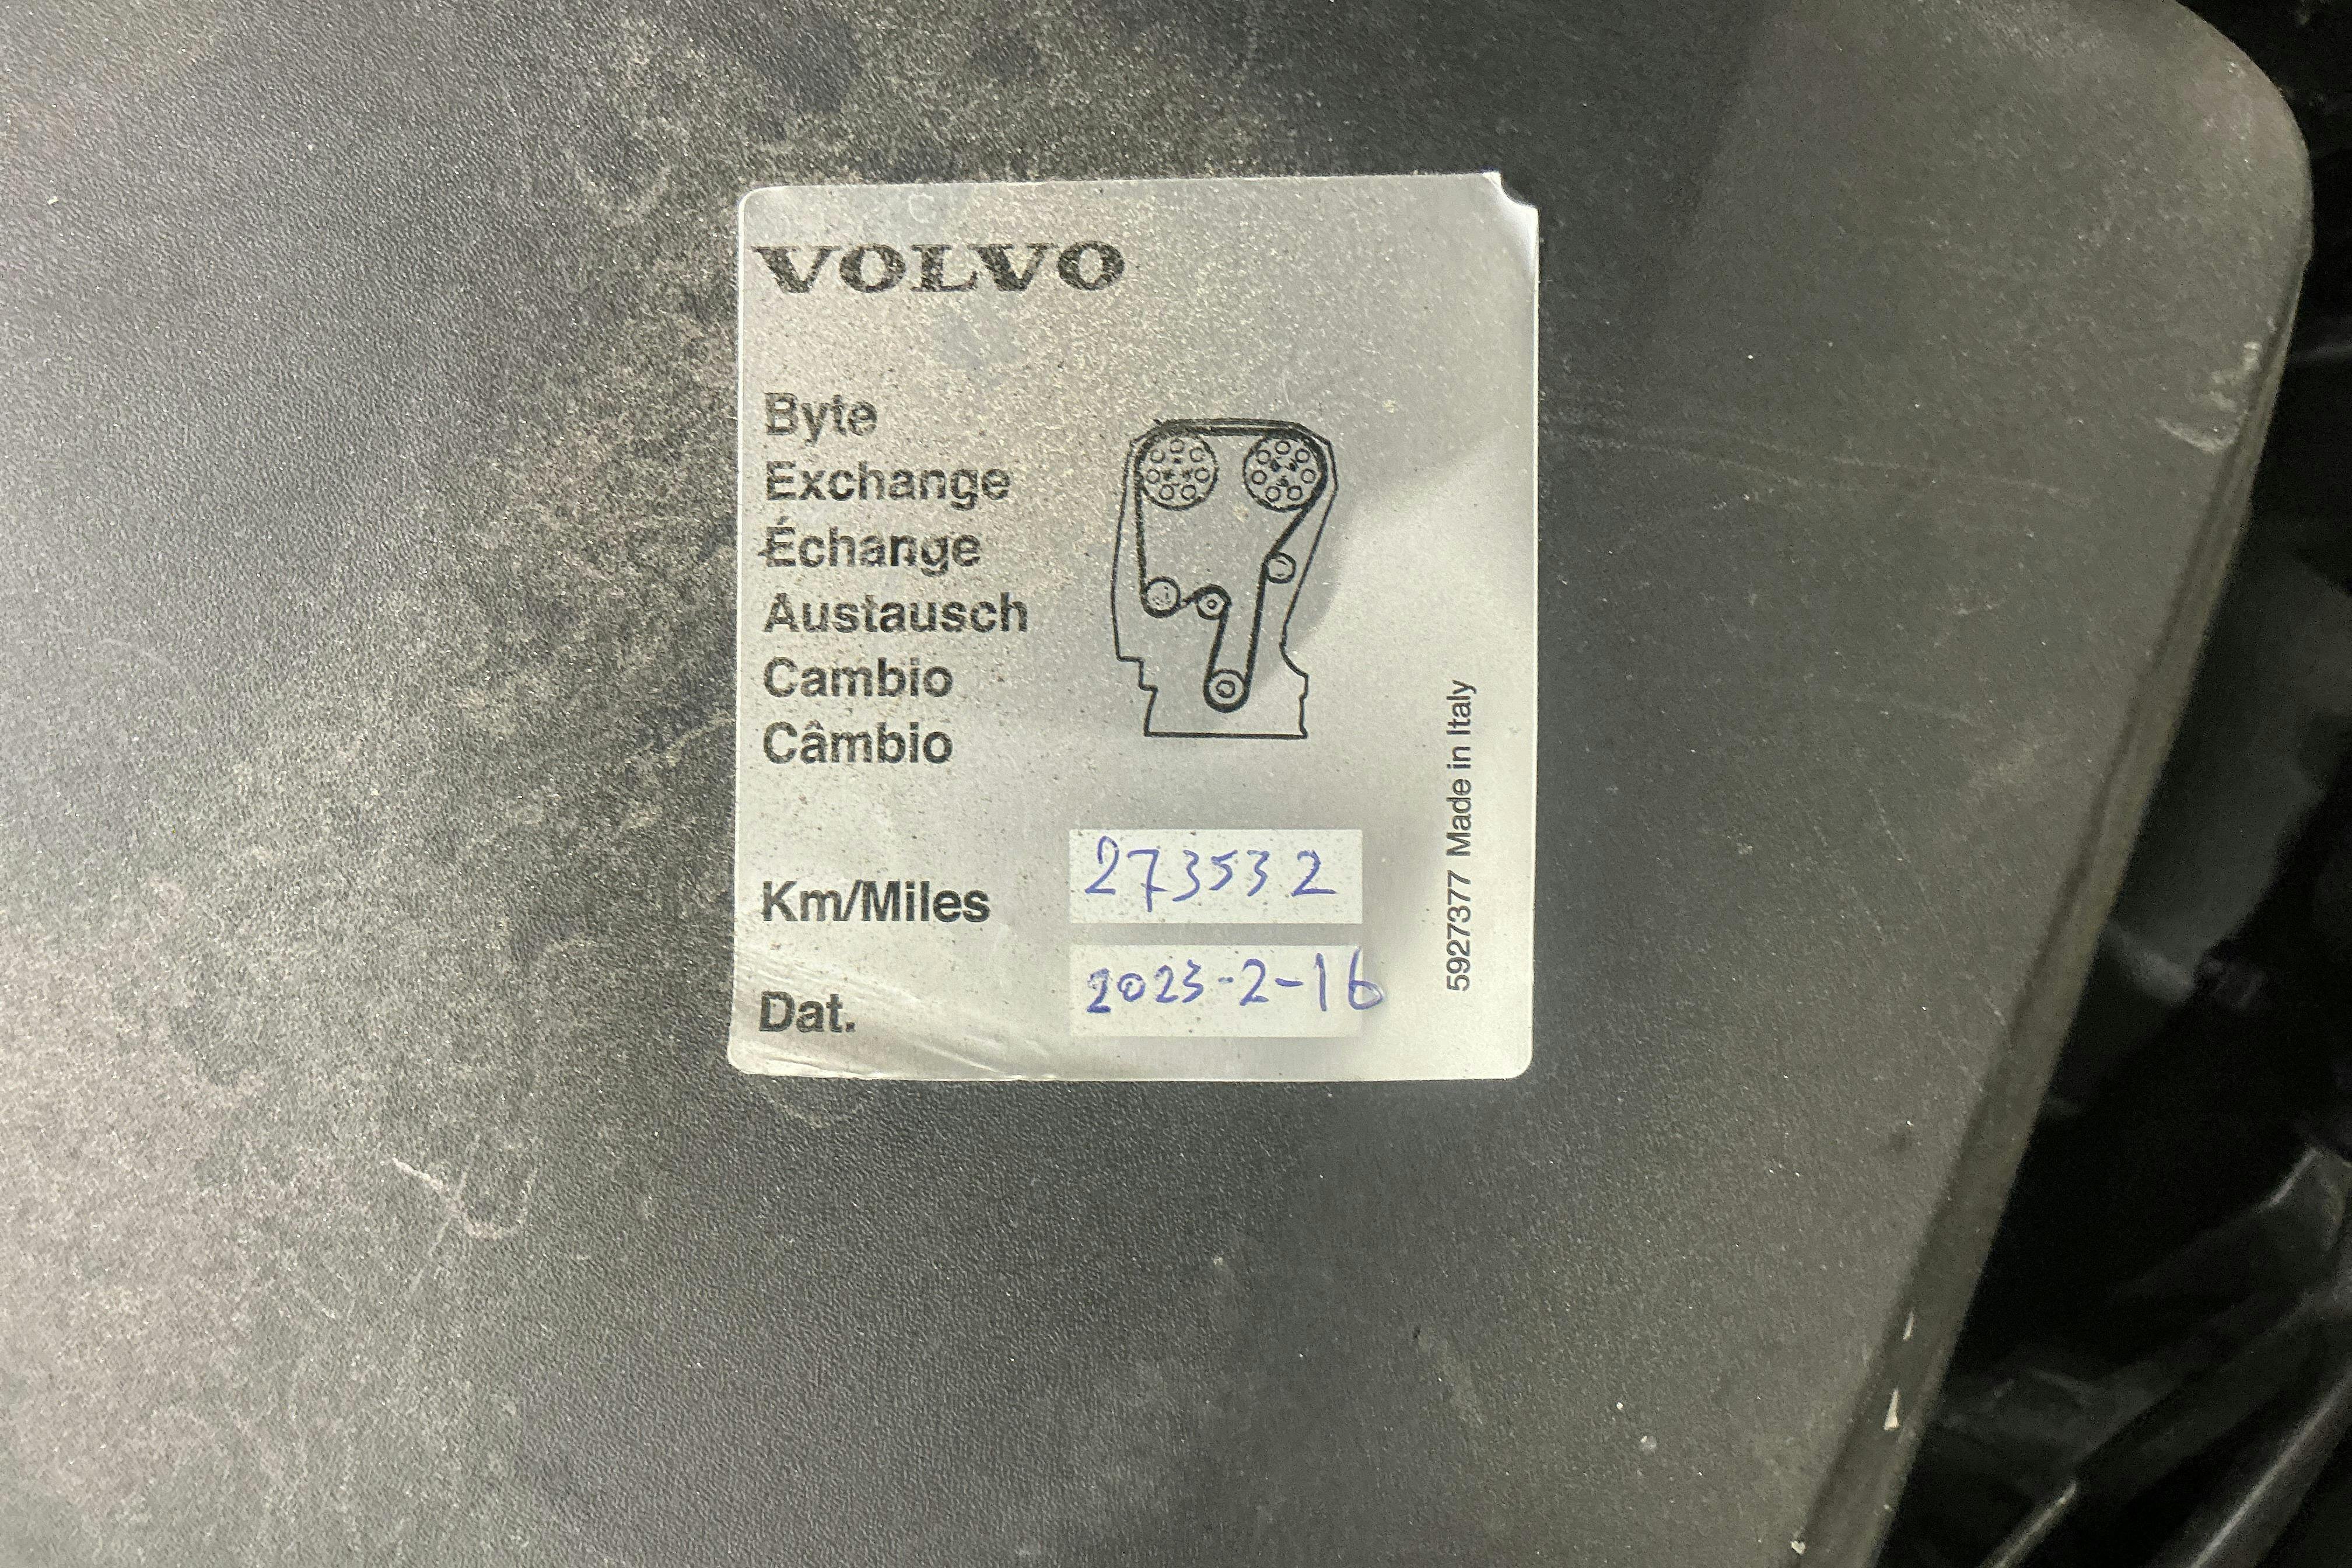 VOLVO
Byte
Exchange
Échange
Austausch
Cambio
Câmbio
Km/Miles 273532
Dat. 2023-2-16
5927377 Made in Italy